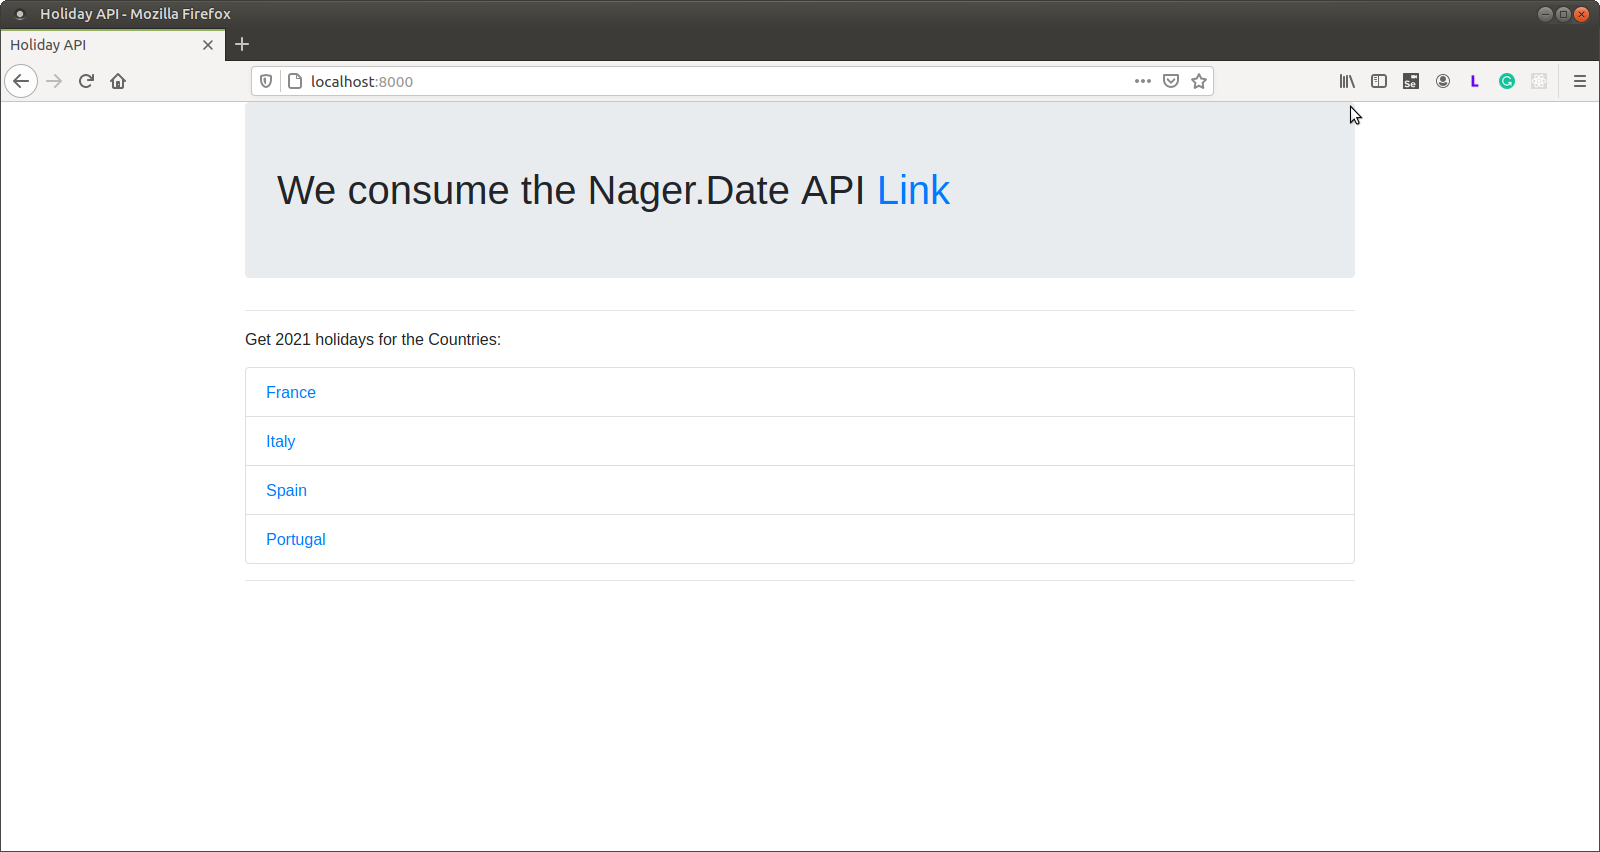 Holiday API - Mozilla Firefox
Holiday API
localhost:8000
Se
L
We consume the Nager.Date API Link
Get 2021 holidays for the Countries:
France
Italy
Spain
Portugal